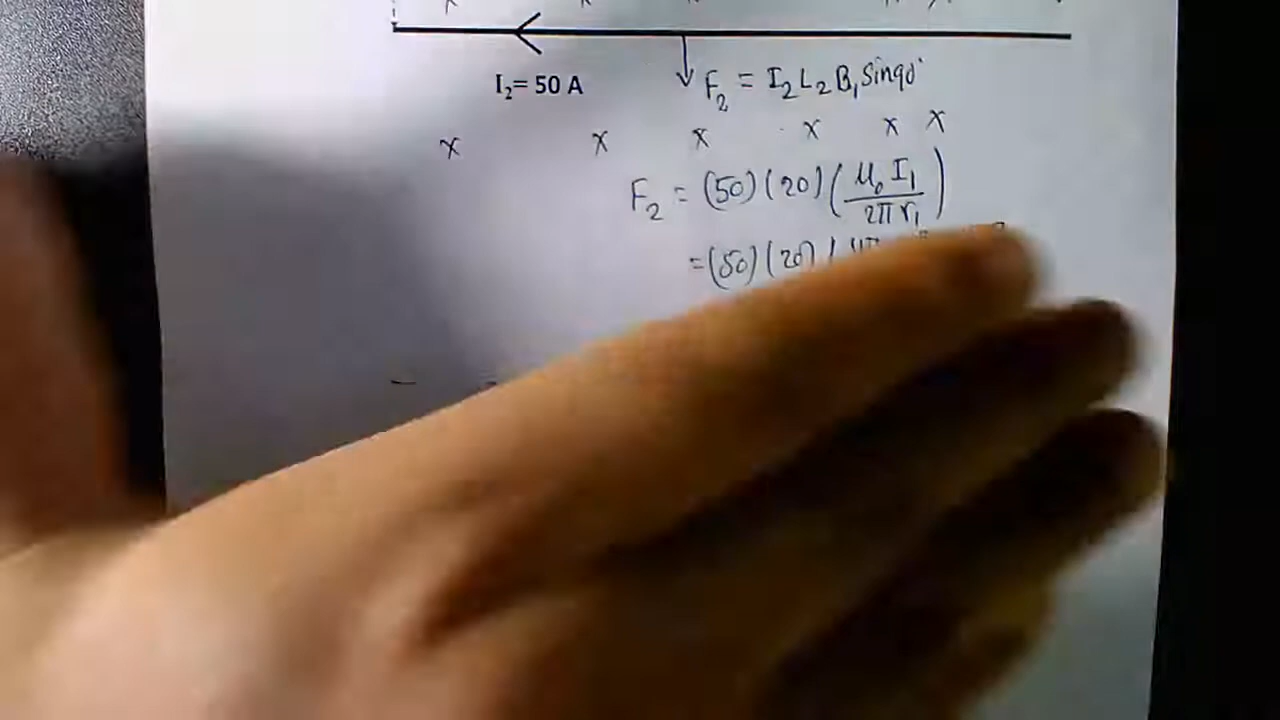 I₂= 50 A
F₂ = I₂ L₂ B₁ Sin90°
x x x x x x
F₂ = (50)(20)(μ₀ I₁ / 2π r₁)
=(50)(20)(